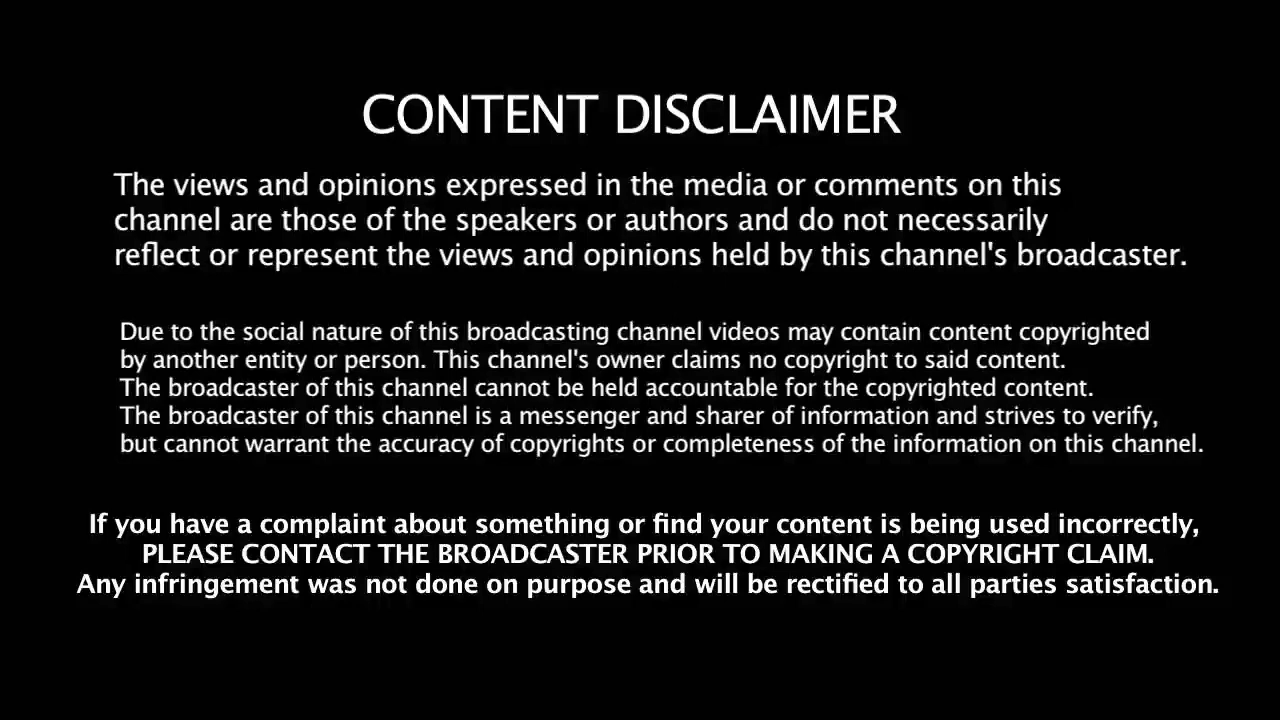 CONTENT DISCLAIMER
The views and opinions expressed in the media or comments on this
channel are those of the speakers or authors and do not necessarily
reflect or represent the views and opinions held by this channel's broadcaster.
Due to the social nature of this broadcasting channel videos may contain content copyrighted
by another entity or person. This channel's owner claims no copyright to said content.
The broadcaster of this channel cannot be held accountable for the copyrighted content.
The broadcaster of this channel is a messenger and sharer of information and strives to verify,
but cannot warrant the accuracy of copyrights or completeness of the information on this channel.
If you have a complaint about something or find your content is being used incorrectly,
PLEASE CONTACT THE BROADCASTER PRIOR TO MAKING A COPYRIGHT CLAIM.
Any infringement was not done on purpose and will be rectified to all parties satisfaction.